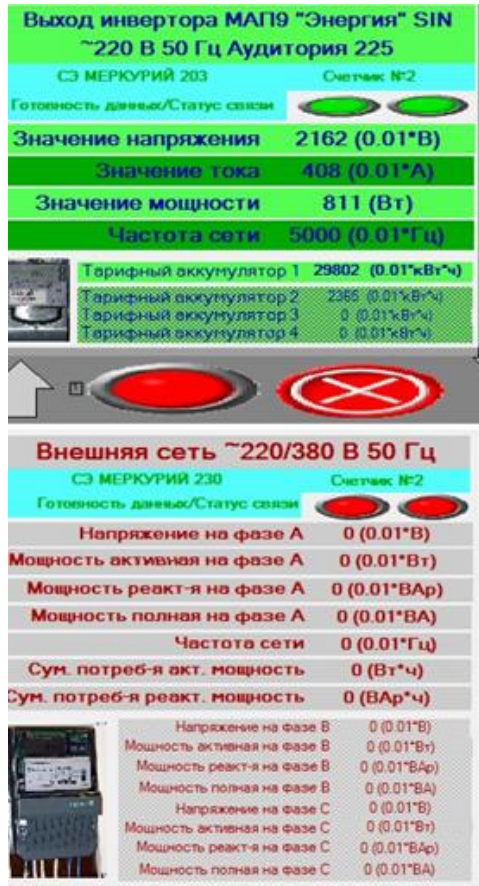 Выход инвертора МАП9 "Энергия" SIN
~220 В 50 Гц Аудитория 225
СЭ МЕРКУРИЙ 203 Счетчик №2
Готовность данных/Статус связи
Значение напряжения 2162 (0.01*В)
Значение тока 408 (0.01*А)
Значение мощности 811 (Вт)
Частота сети 5000 (0.01*Гц)
Тарифный аккумулятор 1 29802 (0.01*кВт*ч)
Тарифный аккумулятор 2 2365 (0.01*кВт*ч)
Тарифный аккумулятор 3 0 (0.01*кВт*ч)
Тарифный аккумулятор 4 0 (0.01*кВт*ч)
Внешняя сеть ~220/380 В 50 Гц
СЭ МЕРКУРИЙ 230 Счетчик №2
Готовность данных/Статус связи
Напряжение на фазе А 0 (0.01*В)
Мощность активная на фазе А 0 (0.01*Вт)
Мощность реакт-я на фазе А 0 (0.01*ВАр)
Мощность полная на фазе А 0 (0.01*ВА)
Частота сети 0 (0.01*Гц)
Сум. потреб-я акт. мощность 0 (Вт*ч)
Сум. потреб-я реакт. мощность 0 (ВАр*ч)
Напряжение на фазе В 0 (0.01*В)
Мощность активная на фазе В 0 (0.01*Вт)
Мощность реакт-я на фазе В 0 (0.01*ВАр)
Мощность полная на фазе В 0 (0.01*ВА)
Напряжение на фазе С 0 (0.01*В)
Мощность активная на фазе С 0 (0.01*Вт)
Мощность реакт-я на фазе С 0 (0.01*ВАр)
Мощность полная на фазе С 0 (0.01*ВА)